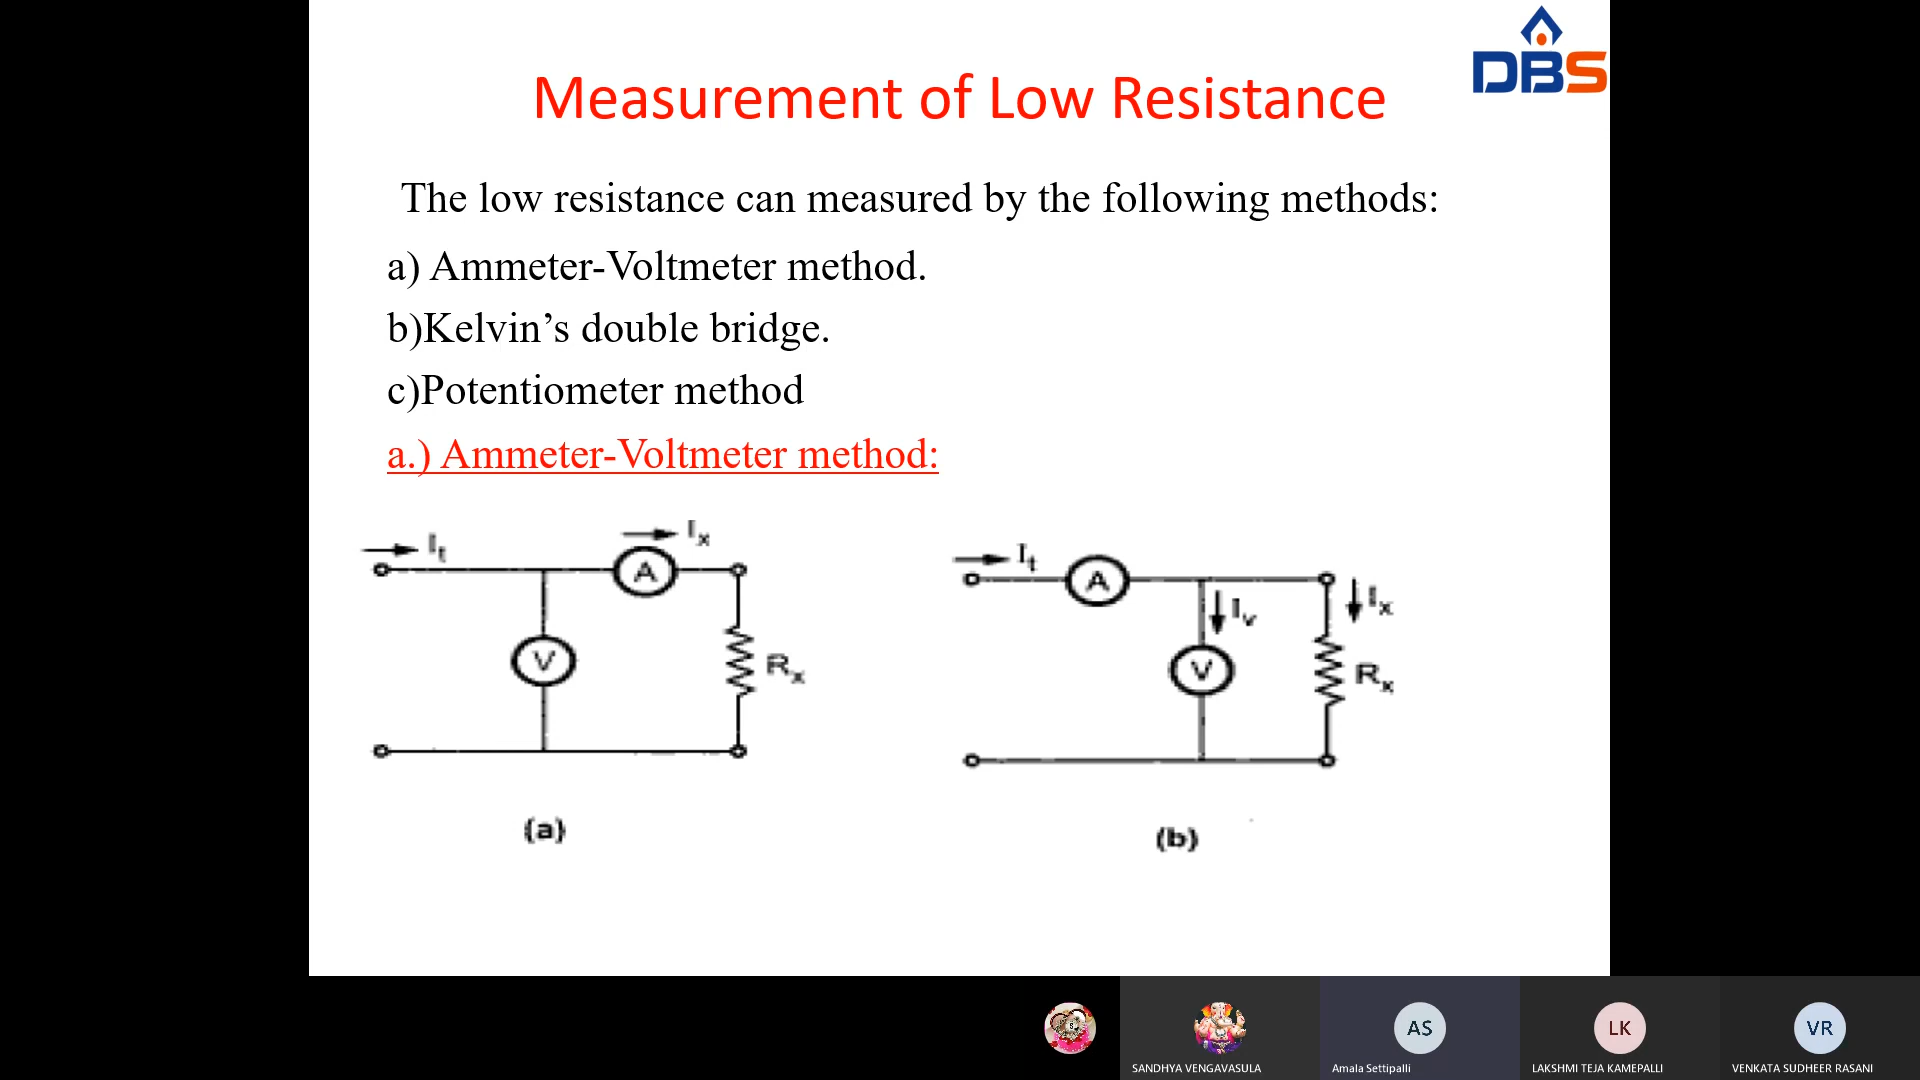 DBS
Measurement of Low Resistance
The low resistance can measured by the following methods:
a) Ammeter-Voltmeter method.
b)Kelvin’s double bridge.
c)Potentiometer method
a.) Ammeter-Voltmeter method:
It
A
Ix
V
Rx
(a)
It
A
Iv
Ix
V
Rx
(b)
AS
LK
VR
SANDHYA VENGAVASULA
Amala Settipalli
LAKSHMI TEJA KAMEPALLI
VENKATA SUDHEER RASANI